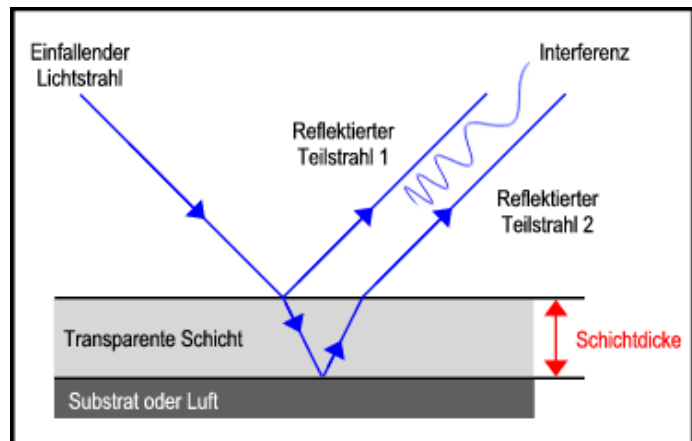 Einfallender
Lichtstrahl
Interferenz
Reflektierter
Teilstrahl 1
Reflektierter
Teilstrahl 2
Transparente Schicht
Schichtdicke
Substrat oder Luft